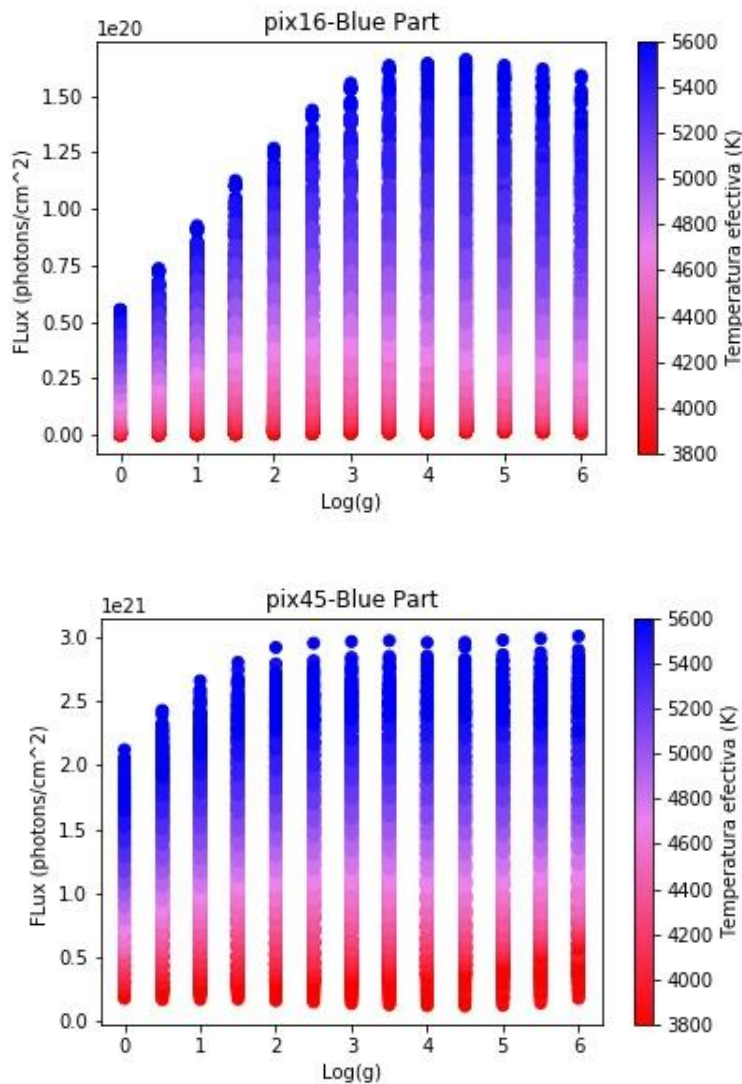 pix16-Blue Part
1e20
1.50
1.25
1.00
0.75
0.50
0.25
0.00
FLux (photons/cm^2)
0 1 2 3 4 5 6
Log(g)
5600
5400
5200
5000
4800
4600
4400
4200
4000
3800
Temperatura efectiva (K)
pix45-Blue Part
1e21
3.0
2.5
2.0
1.5
1.0
0.5
0.0
FLux (photons/cm^2)
0 1 2 3 4 5 6
Log(g)
5600
5400
5200
5000
4800
4600
4400
4200
4000
3800
Temperatura efectiva (K)